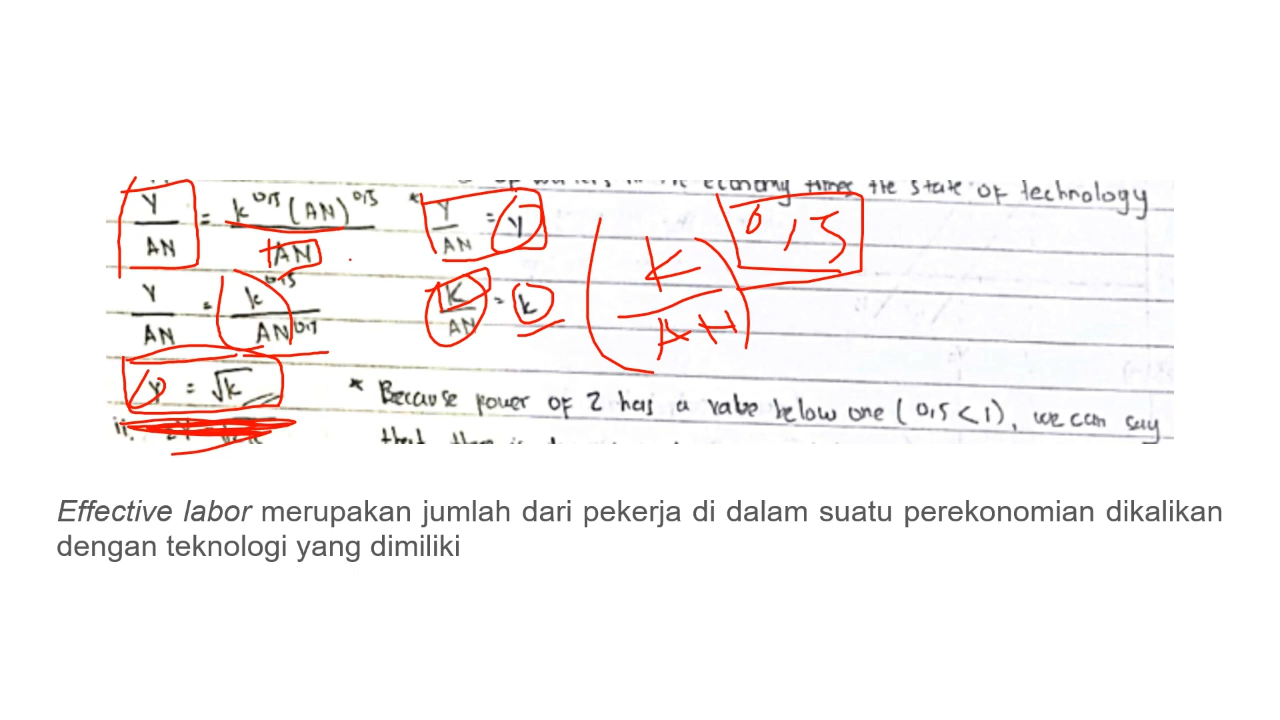 the economy times the state of technology
Y/AN = K^0,5 (AN)^0,5 / AN * Y/AN = y
(K/AN)^0,5
Y/AN = K^0,5 / AN^0,5 K/AN = k
y = √k * Because power of 2 has a value below one (0,5 < 1), we can say
ii.
Effective labor merupakan jumlah dari pekerja di dalam suatu perekonomian dikalikan
dengan teknologi yang dimiliki